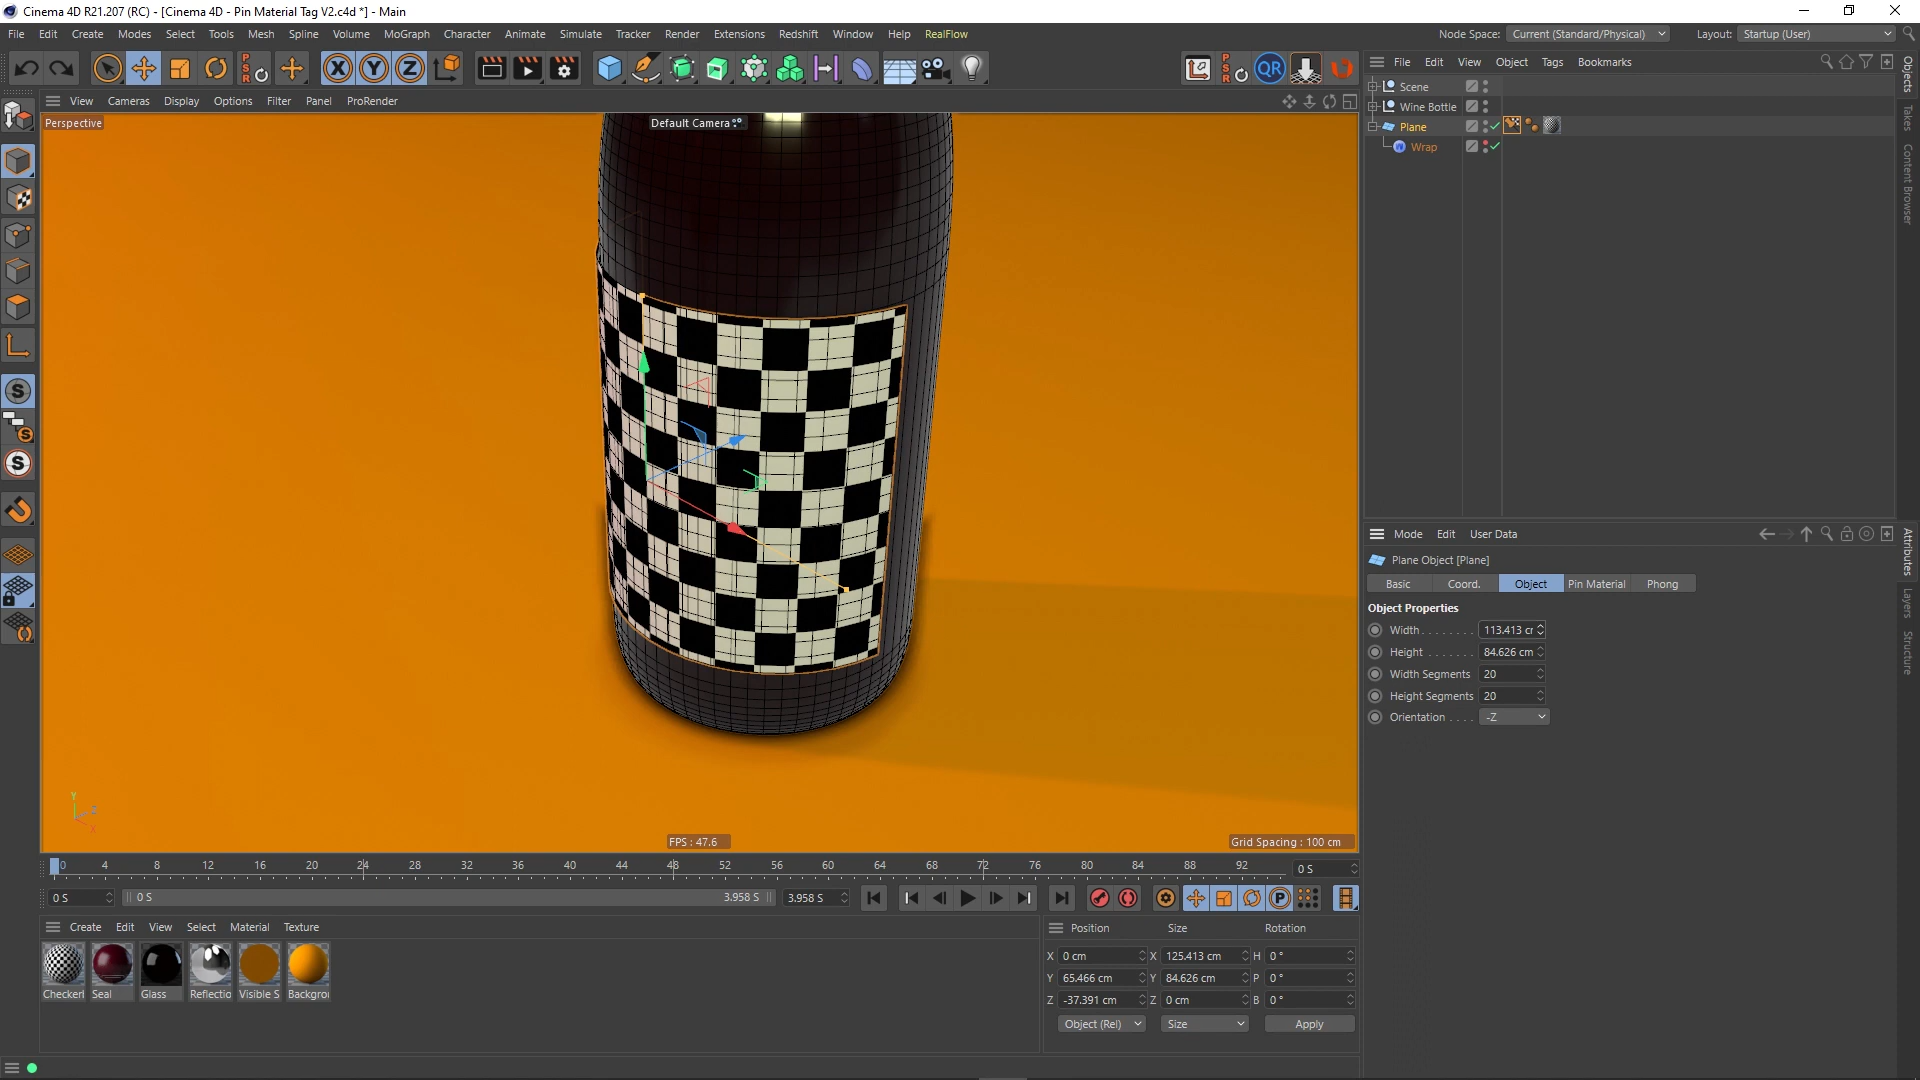 Cinema 4D R21.207 (RC) - [Cinema 4D - Pin Material Tag V2.c4d *] - Main
File Edit Create Modes Select Tools Mesh Spline Volume MoGraph Character Animate Simulate Tracker Render Extensions Redshift Window Help RealFlow
Node Space: Current (Standard/Physical) Layout: Startup (User)
X Y Z PSR PSR QR
View Cameras Display Options Filter Panel ProRender
Perspective
Default Camera
FPS : 47.6
Grid Spacing : 100 cm
File Edit View Object Tags Bookmarks
Scene
Wine Bottle
Plane
Wrap
Objects
Takes
Content Browser
Mode Edit User Data
Plane Object [Plane]
Basic Coord. Object Pin Material Phong
Object Properties
Width . . . . . . . . 113.413 cr
Height . . . . . . . 84.626 cm
Width Segments 20
Height Segments 20
Orientation . . . . -Z
Attributes
Layers
Structure
0 4 8 12 16 20 24 28 32 36 40 44 48 52 56 60 64 68 72 76 80 84 88 92 0 S
0 S 0 S 3.958 S 3.958 S
Create Edit View Select Material Texture
Checkerl Seal Glass Reflectio Visible S Backgroi
Position Size Rotation
X 0 cm X 125.413 cm H 0 °
Y 65.466 cm Y 84.626 cm P 0 °
Z -37.391 cm Z 0 cm B 0 °
Object (Rel) Size Apply